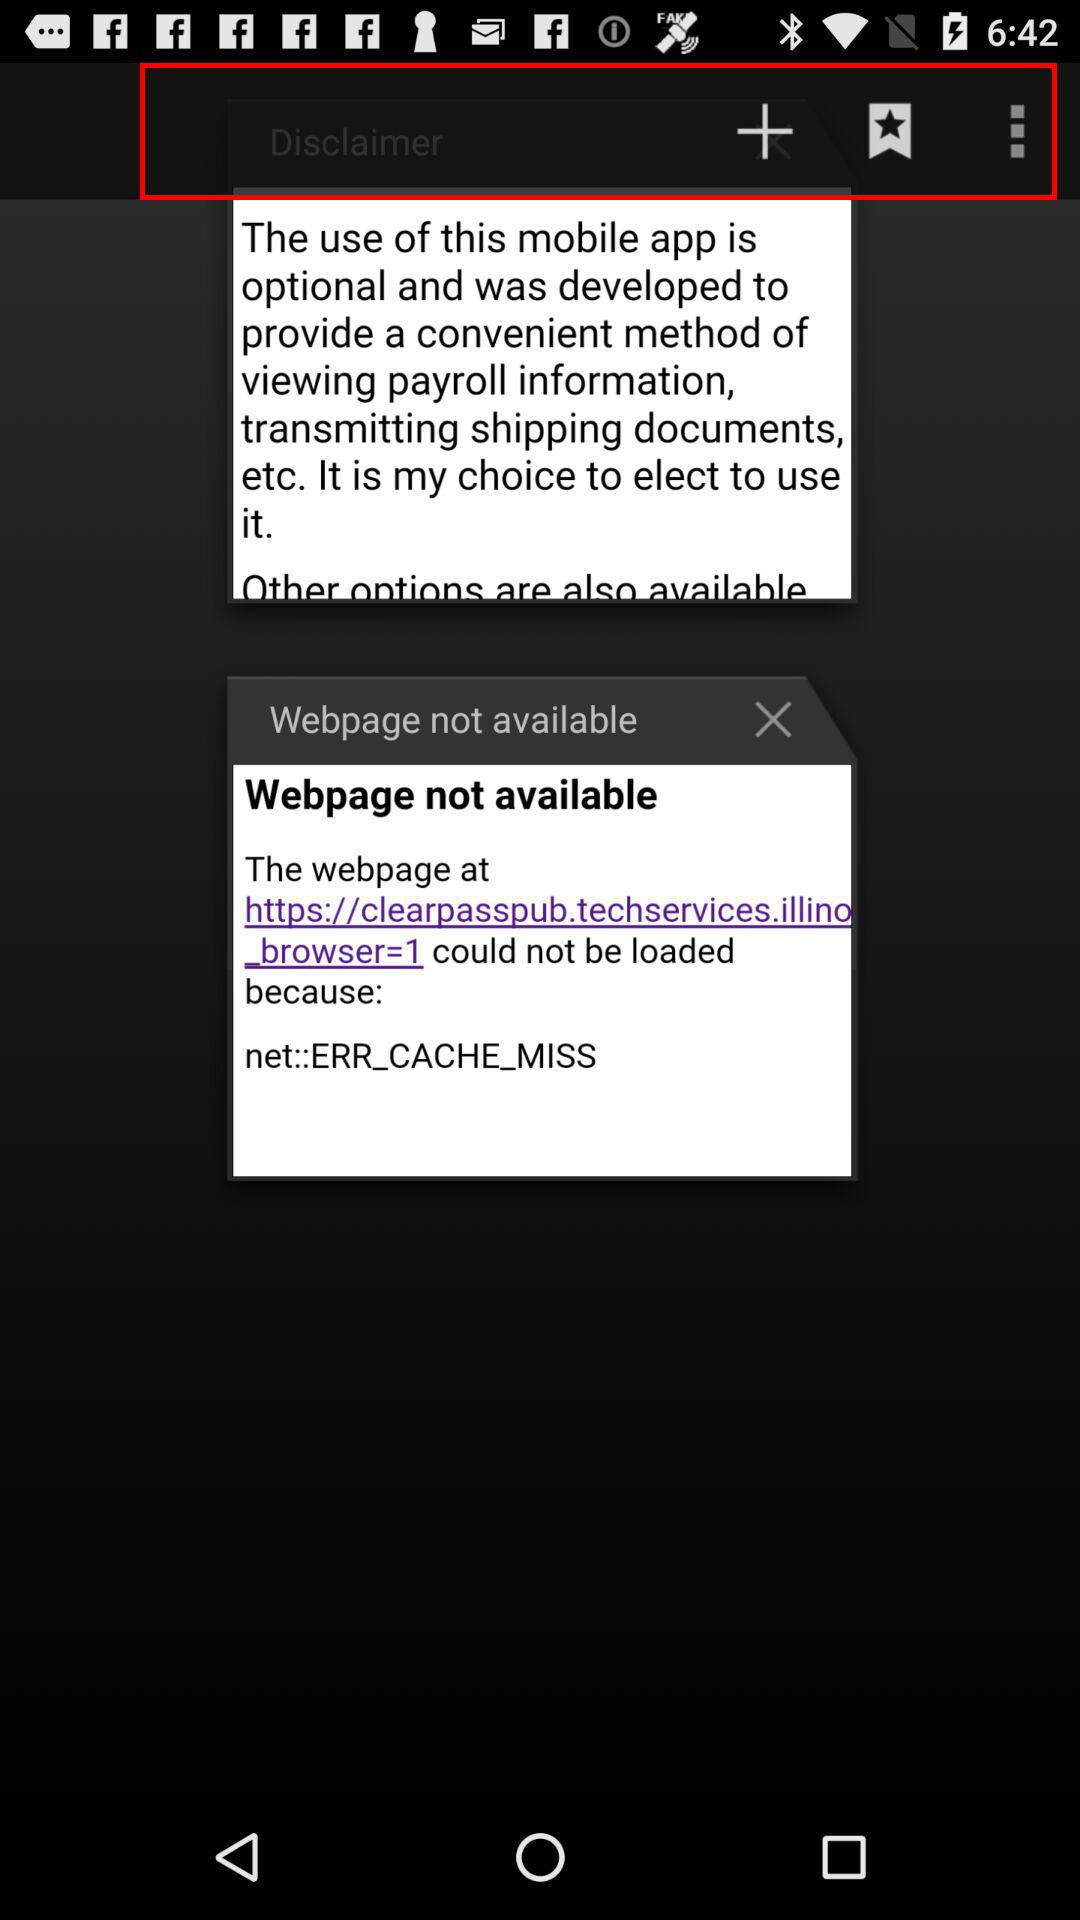 FAKE
6:42
Disclaimer
The use of this mobile app is
optional and was developed to
provide a convenient method of
viewing payroll information,
transmitting shipping documents,
etc. It is my choice to elect to use
it.
Other options are also available
Webpage not available
Webpage not available
The webpage at
https://clearpasspub.techservices.illino
_browser=1 could not be loaded
because:
net::ERR_CACHE_MISS